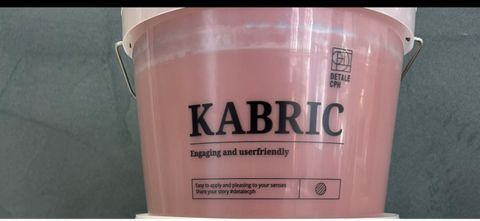 DETALE
CPH
KABRIC
Engaging and userfriendly
Easy to apply and pleasing to your senses
Share your story #detalecph